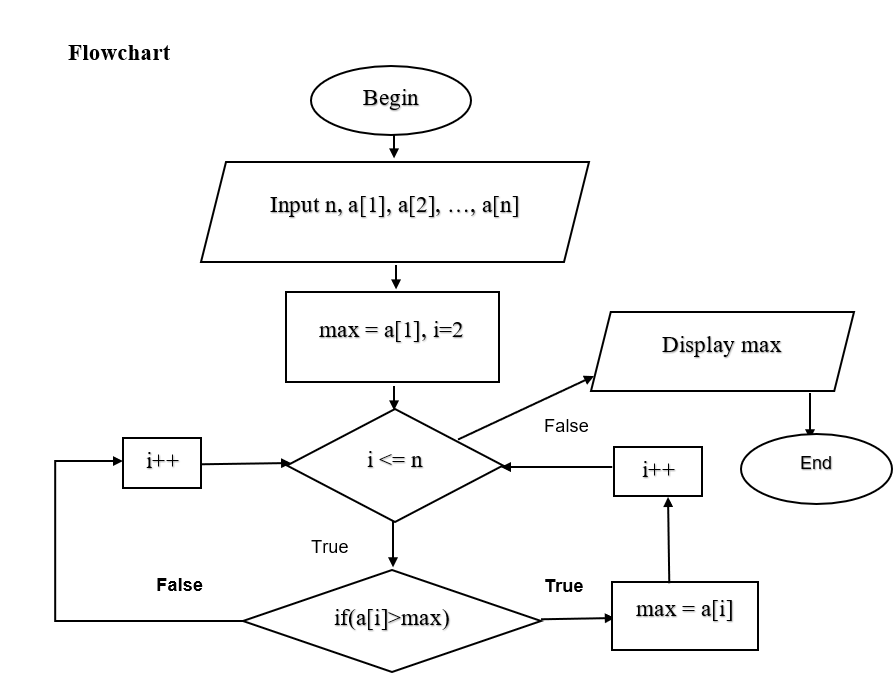 Flowchart
Begin
Input n, a[1], a[2], …, a[n]
max = a[1], i=2
Display max
False
i++
i <= n
i++
End
True
False
True
if(a[i]>max)
max = a[i]